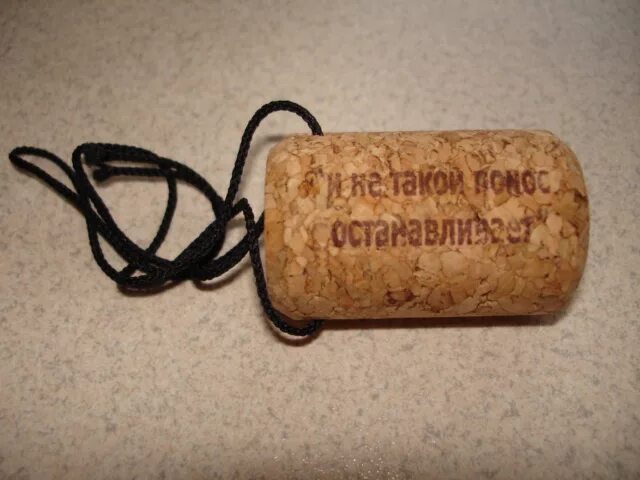 "и не такой понос
останавливает"